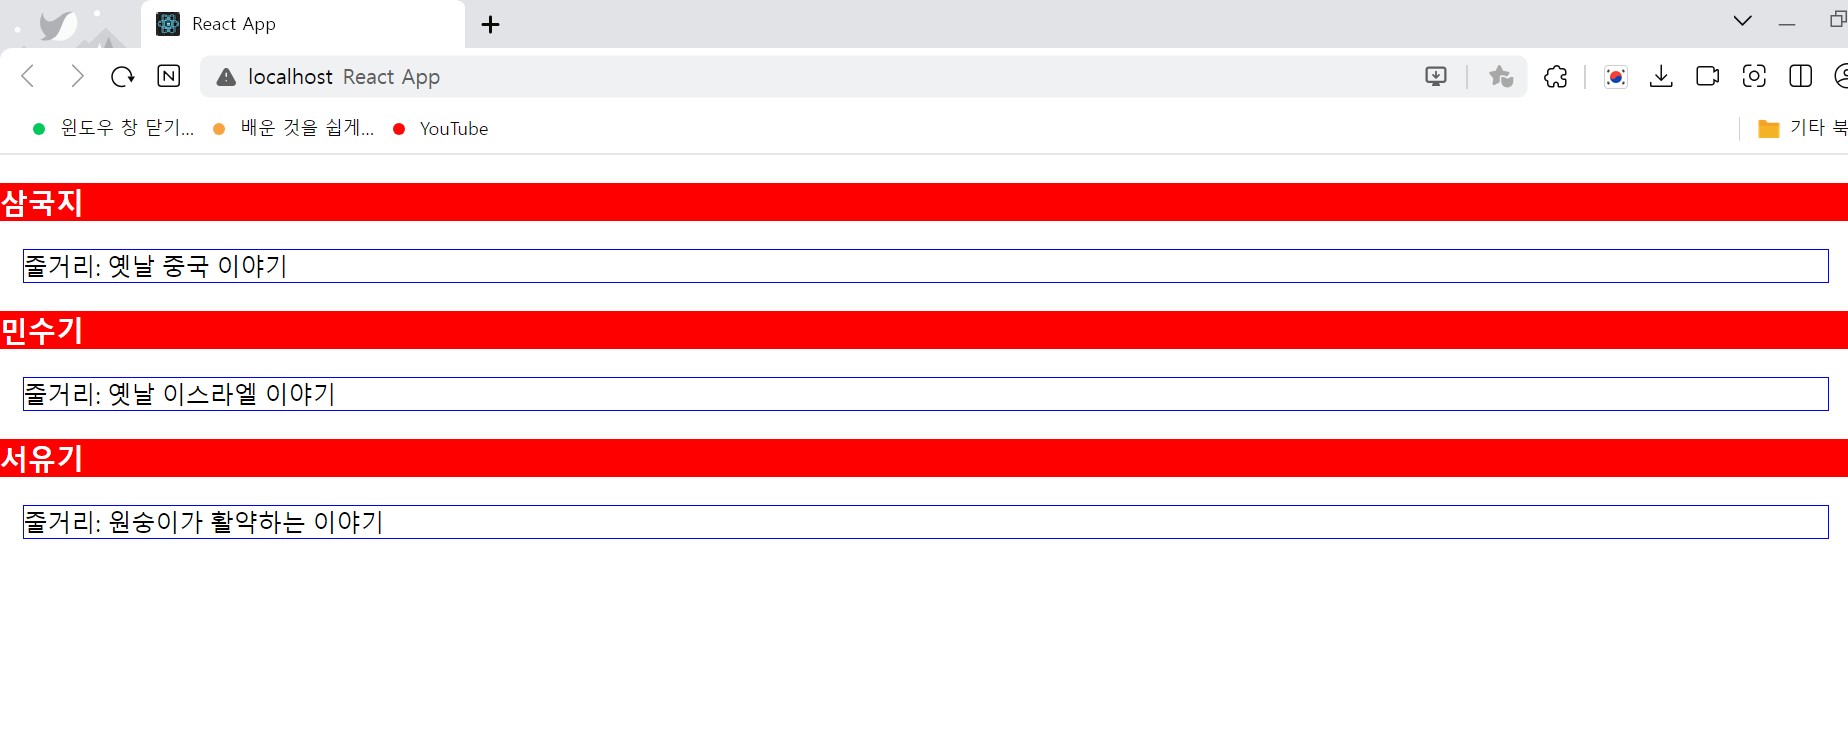 React App
localhost React App
윈도우 창 닫기... 배운 것을 쉽게... YouTube 기타 북
삼국지
줄거리: 옛날 중국 이야기
민수기
줄거리: 옛날 이스라엘 이야기
서유기
줄거리: 원숭이가 활약하는 이야기